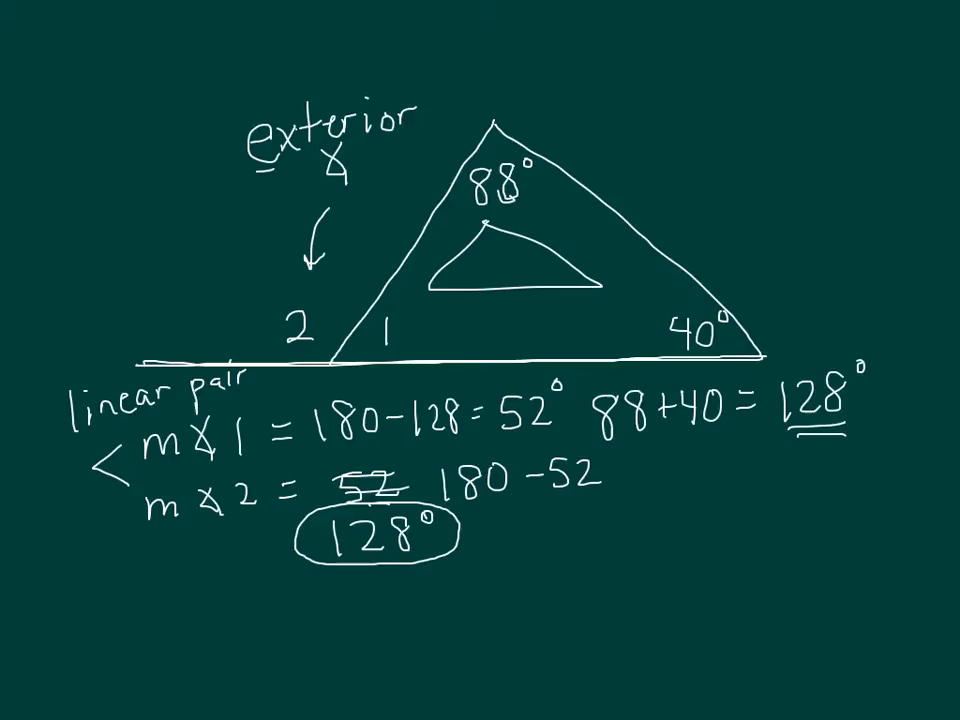 exterior
∡
88°
2
1
40°
linear pair
m∡1 = 180-128 = 52°
88+40 = 128°
m∡2 = 52 180-52
128°